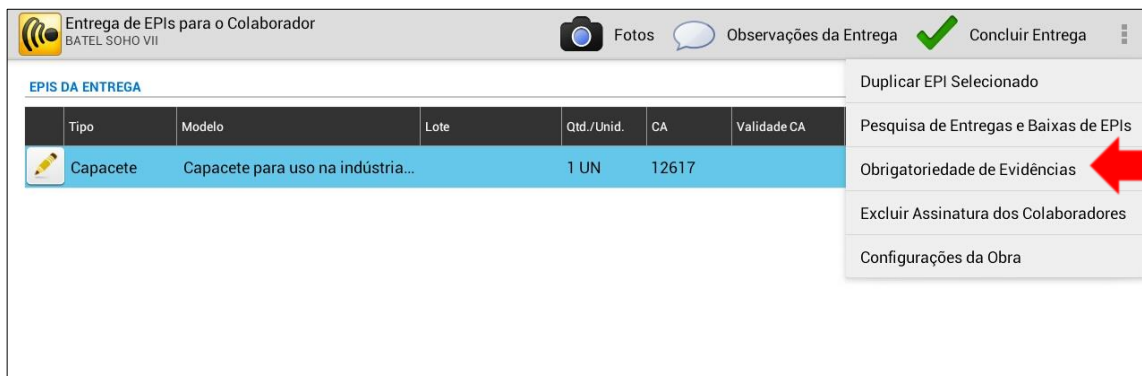 Entrega de EPIs para o Colaborador
BATEL SOHO VII
Fotos
Observações da Entrega
Concluir Entrega
EPIS DA ENTREGA
Tipo Modelo Lote Qtd./Unid. CA Validade CA
Capacete Capacete para uso na indústria... 1 UN 12617
Duplicar EPI Selecionado
Pesquisa de Entregas e Baixas de EPIs
Obrigatoriedade de Evidências
Excluir Assinatura dos Colaboradores
Configurações da Obra